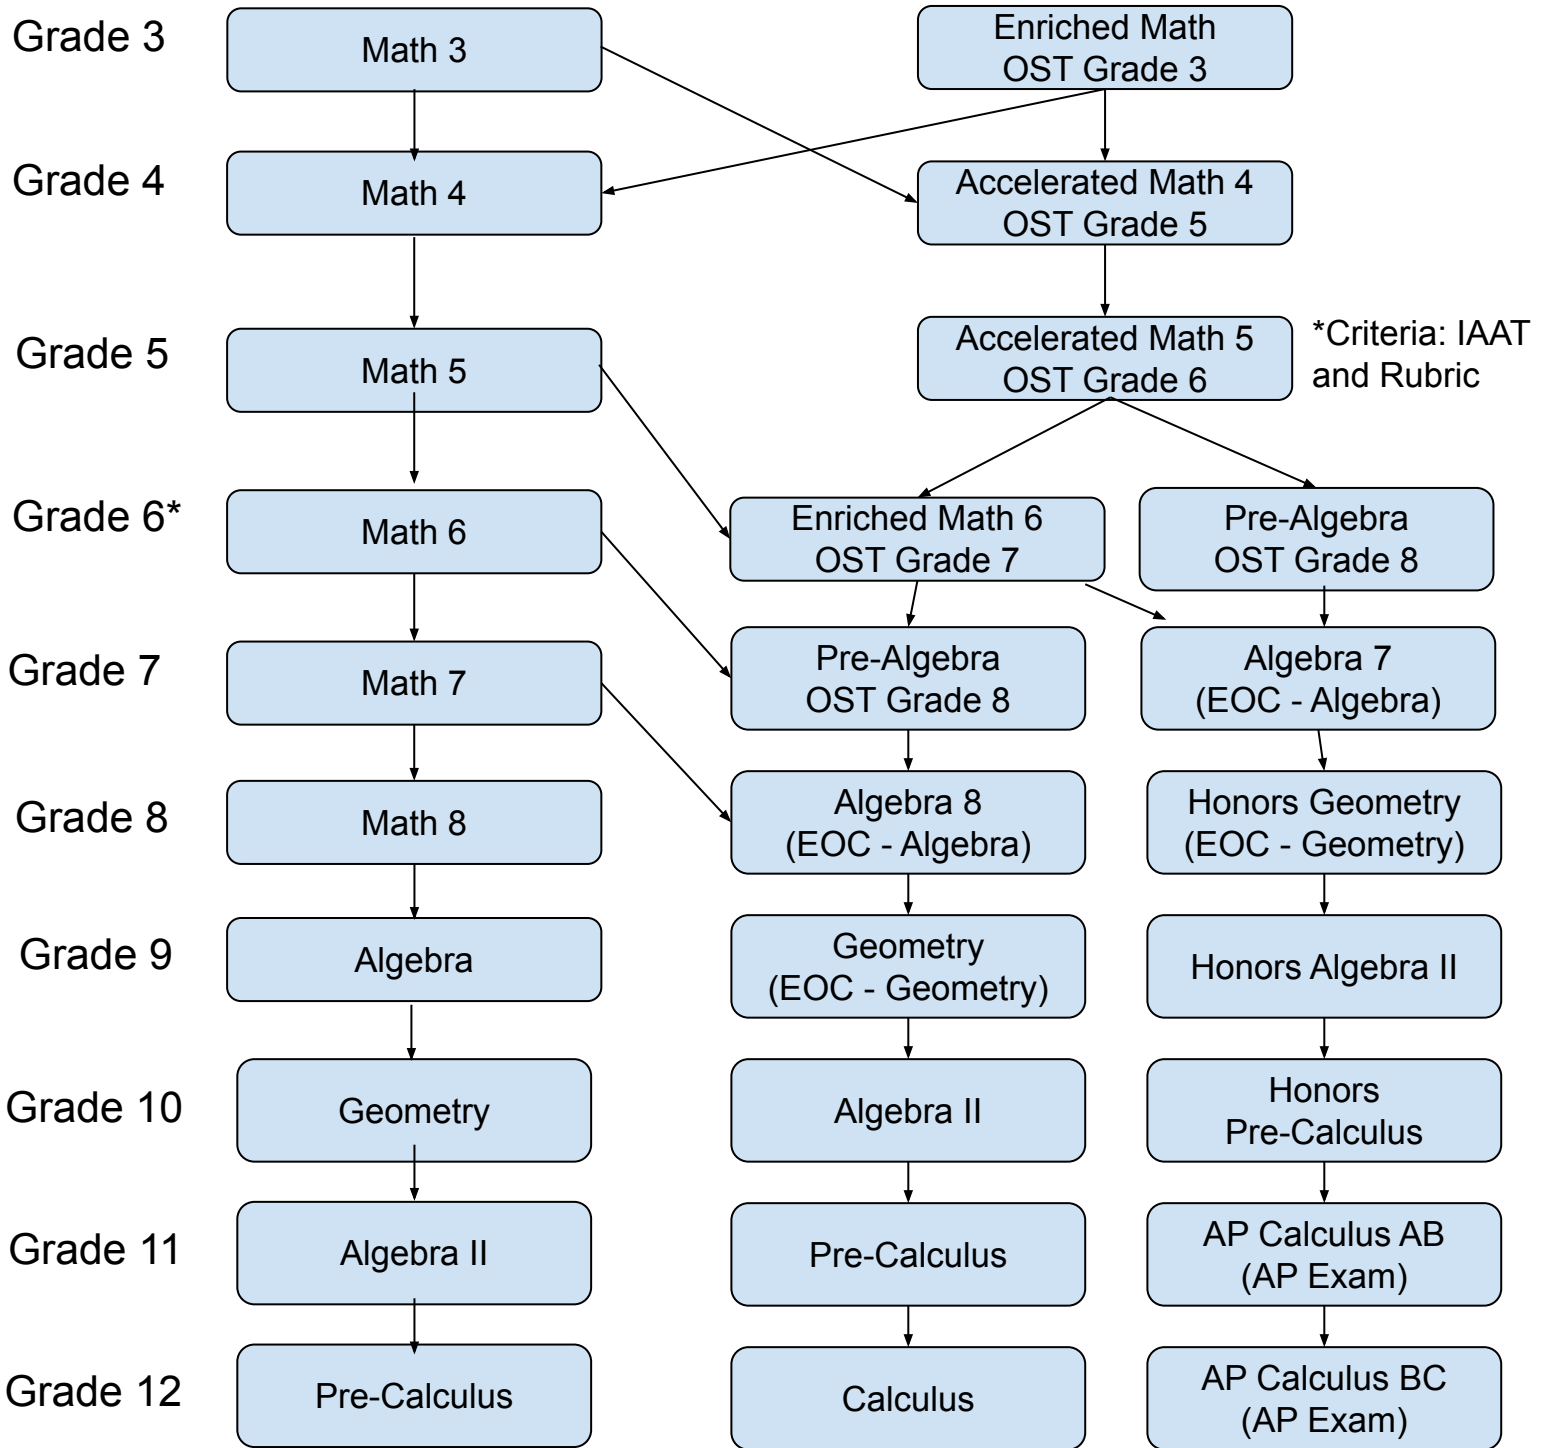 Grade 3
Math 3
Enriched Math
OST Grade 3
Grade 4
Math 4
Accelerated Math 4
OST Grade 5
Grade 5
Math 5
Accelerated Math 5
OST Grade 6
*Criteria: IAAT
and Rubric
Grade 6*
Math 6
Enriched Math 6
OST Grade 7
Pre-Algebra
OST Grade 8
Grade 7
Math 7
Pre-Algebra
OST Grade 8
Algebra 7
(EOC - Algebra)
Grade 8
Math 8
Algebra 8
(EOC - Algebra)
Honors Geometry
(EOC - Geometry)
Grade 9
Algebra
Geometry
(EOC - Geometry)
Honors Algebra II
Grade 10
Geometry
Algebra II
Honors
Pre-Calculus
Grade 11
Algebra II
Pre-Calculus
AP Calculus AB
(AP Exam)
Grade 12
Pre-Calculus
Calculus
AP Calculus BC
(AP Exam)